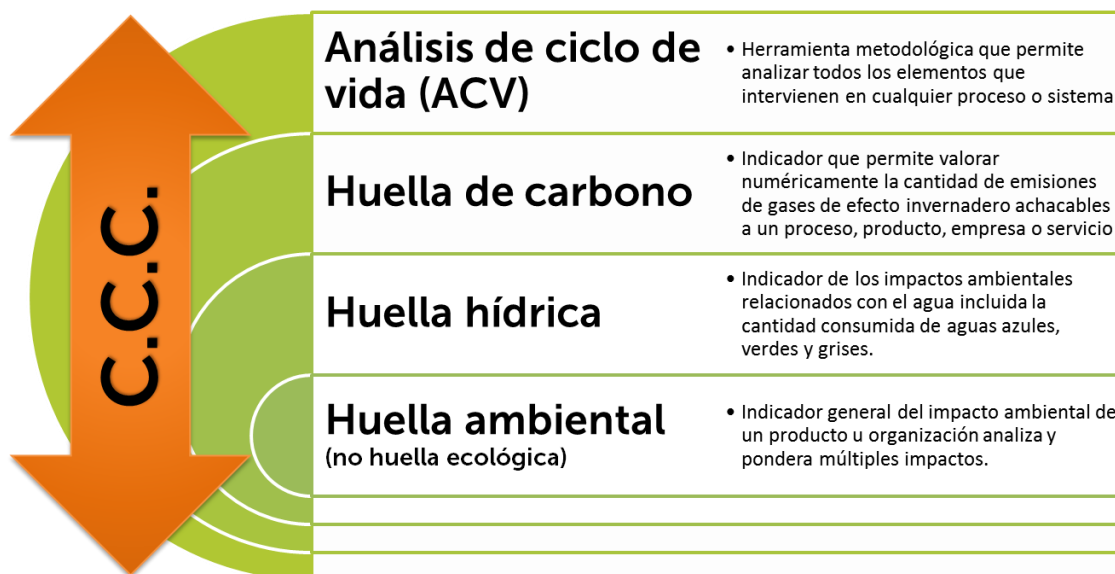 C.C.C.
Análisis de ciclo de
vida (ACV)
• Herramienta metodológica que permite
analizar todos los elementos que
intervienen en cualquier proceso o sistema
Huella de carbono
• Indicador que permite valorar
numéricamente la cantidad de emisiones
de gases de efecto invernadero achacables
a un proceso, producto, empresa o servicio
Huella hídrica
• Indicador de los impactos ambientales
relacionados con el agua incluida la
cantidad consumida de aguas azules,
verdes y grises.
Huella ambiental
(no huella ecológica)
• Indicador general del impacto ambiental de
un producto u organización analiza y
pondera múltiples impactos.